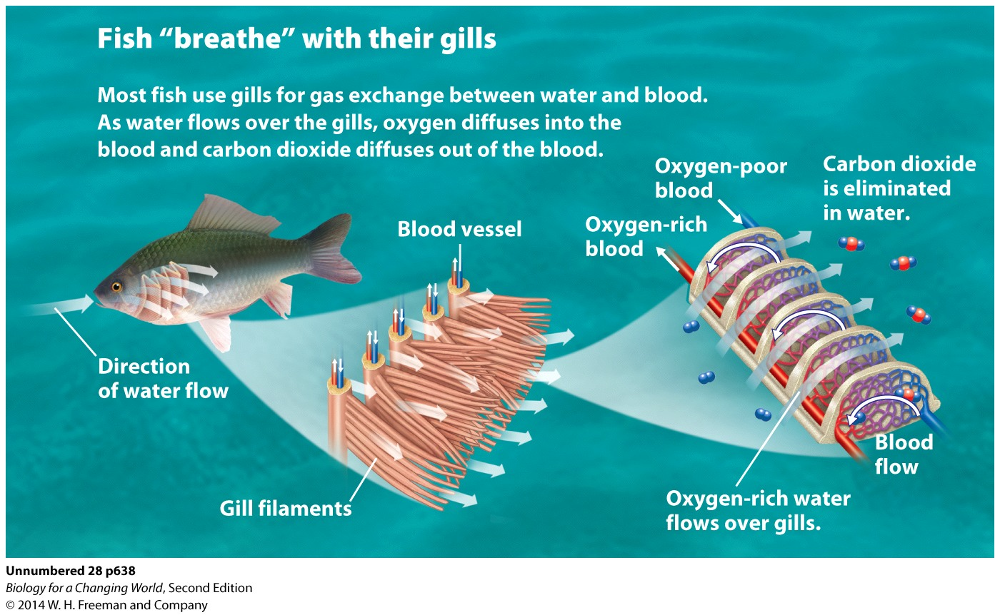 Fish “breathe” with their gills
Most fish use gills for gas exchange between water and blood.
As water flows over the gills, oxygen diffuses into the
blood and carbon dioxide diffuses out of the blood.
Oxygen-poor
blood
Carbon dioxide
is eliminated
in water.
Oxygen-rich
blood
Blood vessel
Direction
of water flow
Gill filaments
Blood
flow
Oxygen-rich water
flows over gills.
Unnumbered 28 p638
Biology for a Changing World, Second Edition
© 2014 W. H. Freeman and Company